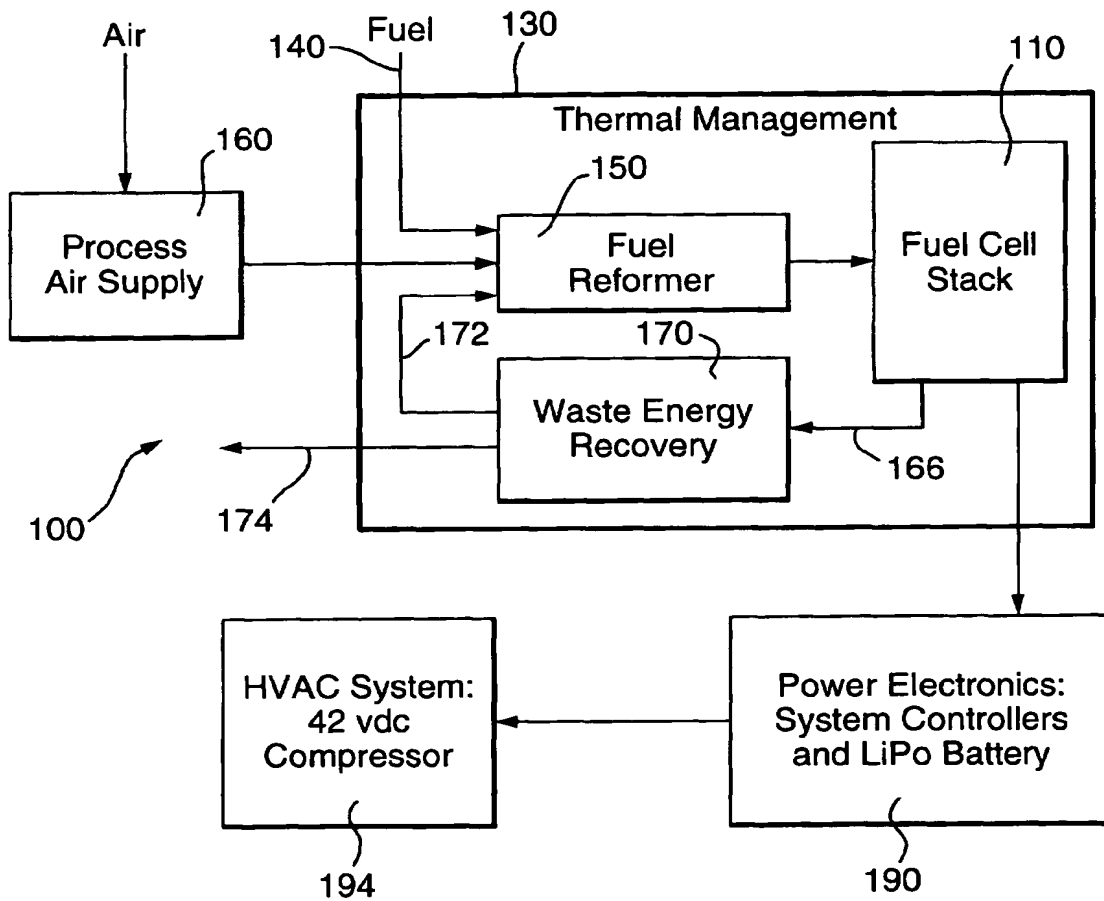 Air
Fuel
140
130
110
Thermal Management
160
150
Process
Air Supply
Fuel
Reformer
Fuel Cell
Stack
172
170
Waste Energy
Recovery
166
100
174
HVAC System:
42 vdc
Compressor
Power Electronics:
System Controllers
and LiPo Battery
194
190